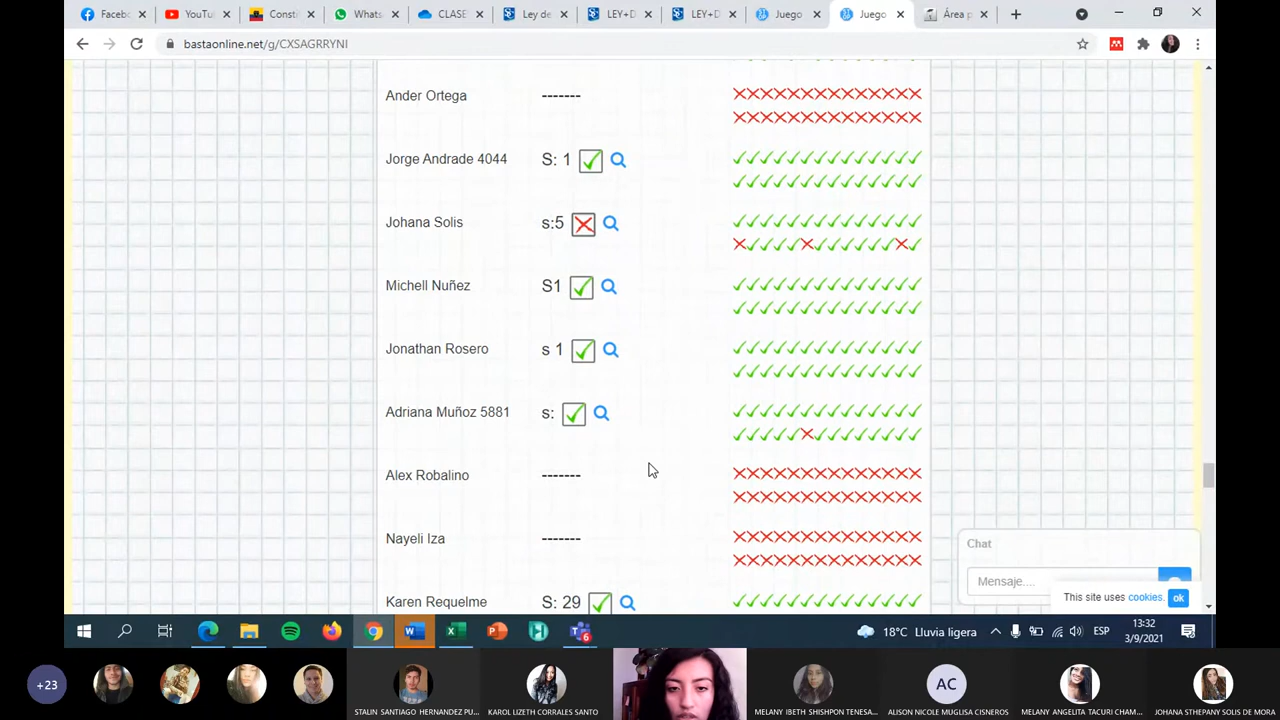 Faceb
YouTu
Consti
Whats
CLASE
Ley de
LEY+D
LEY+D
Juego
Juego
Área p
bastaonline.net/g/CXSAGRRYNI
Ander Ortega -------
Jorge Andrade 4044 S: 1
Johana Solis s:5
Michell Nuñez S1
Jonathan Rosero s 1
Adriana Muñoz 5881 s:
Alex Robalino -------
Nayeli Iza -------
Karen Requelme S: 29
Chat
Mensaje....
This site uses cookies. ok
18°C Lluvia ligera
ESP
13:32
3/9/2021
6
+23
STALIN SANTIAGO HERNANDEZ PU...
KAROL LIZETH CORRALES SANTO
MELANY IBETH SHISHPON TENESA...
AC
ALISON NICOLE MUGLISA CISNEROS
MELANY ANGELITA TACURI CHAM...
JOHANA STHEPANY SOLIS DE MORA